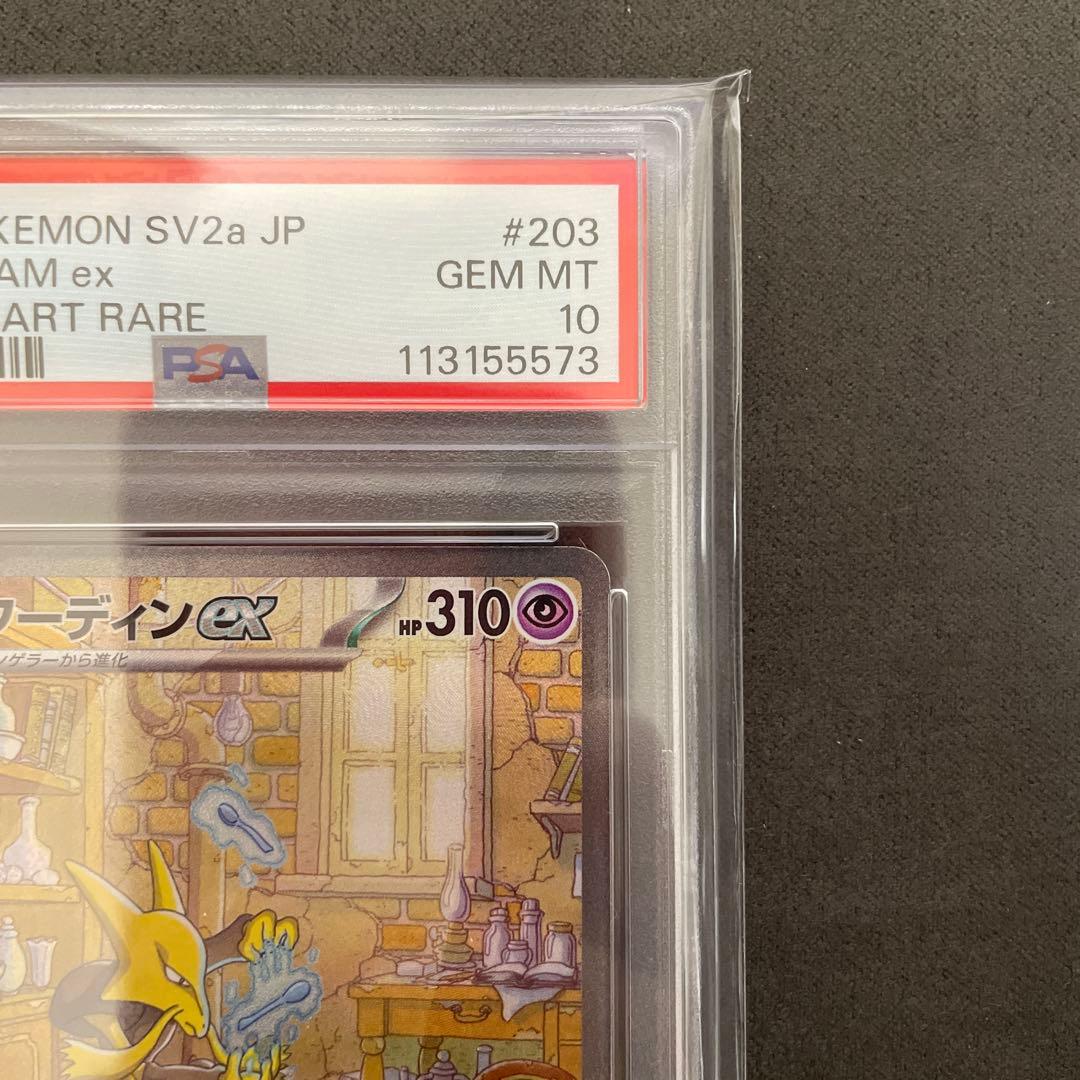 KEMON SV2a JP #203
AM ex GEM MT
ART RARE 10
PSA 113155573
フーディンex HP310
ンゲラーから進化